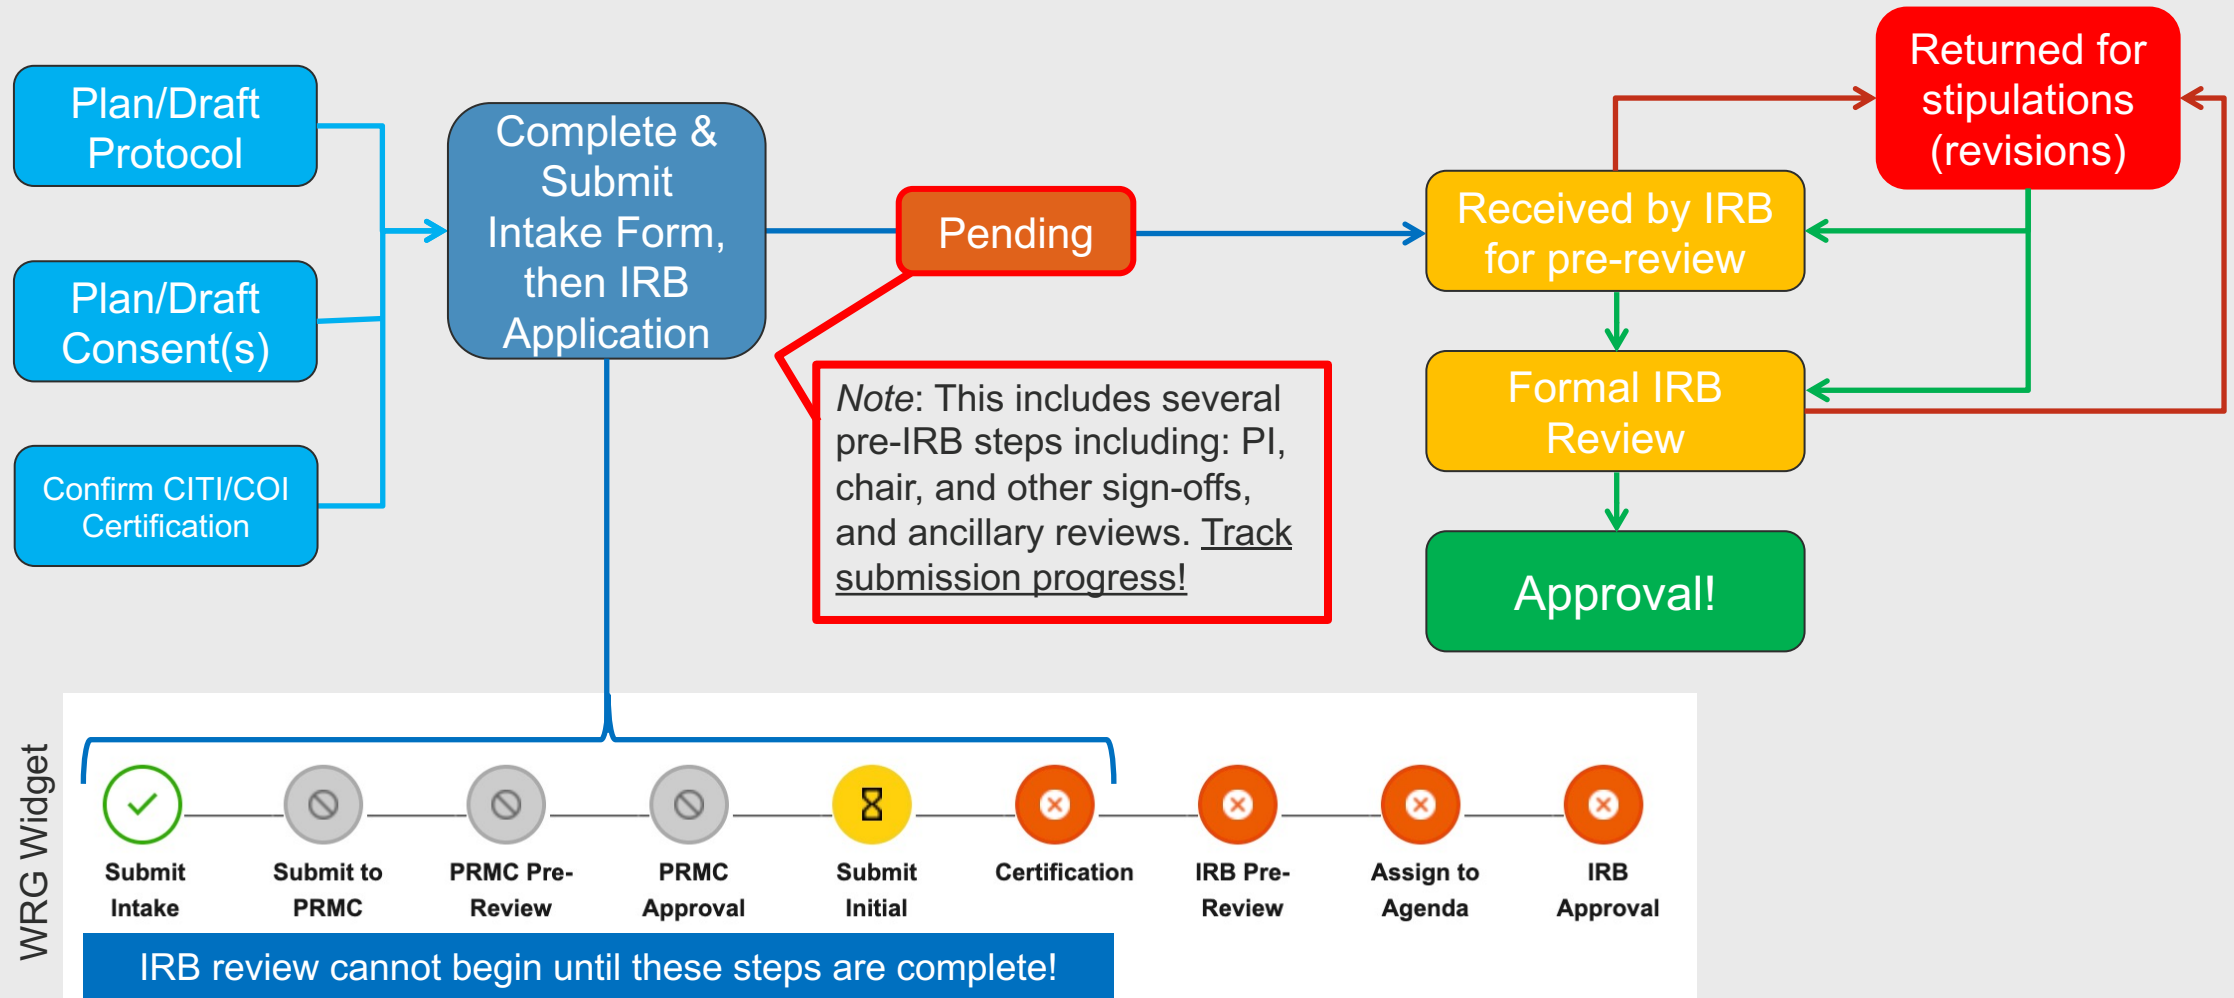 Plan/Draft
Protocol
Plan/Draft
Consent(s)
Confirm CITI/COI
Certification
Complete &
Submit
Intake Form,
then IRB
Application
Pending
Note: This includes several
pre-IRB steps including: PI,
chair, and other sign-offs,
and ancillary reviews. Track
submission progress!
Received by IRB
for pre-review
Returned for
stipulations
(revisions)
Formal IRB
Review
Approval!
WRG Widget
Submit
Intake
Submit to
PRMC
PRMC Pre-
Review
PRMC
Approval
Submit
Initial
Certification
IRB Pre-
Review
Assign to
Agenda
IRB
Approval
IRB review cannot begin until these steps are complete!